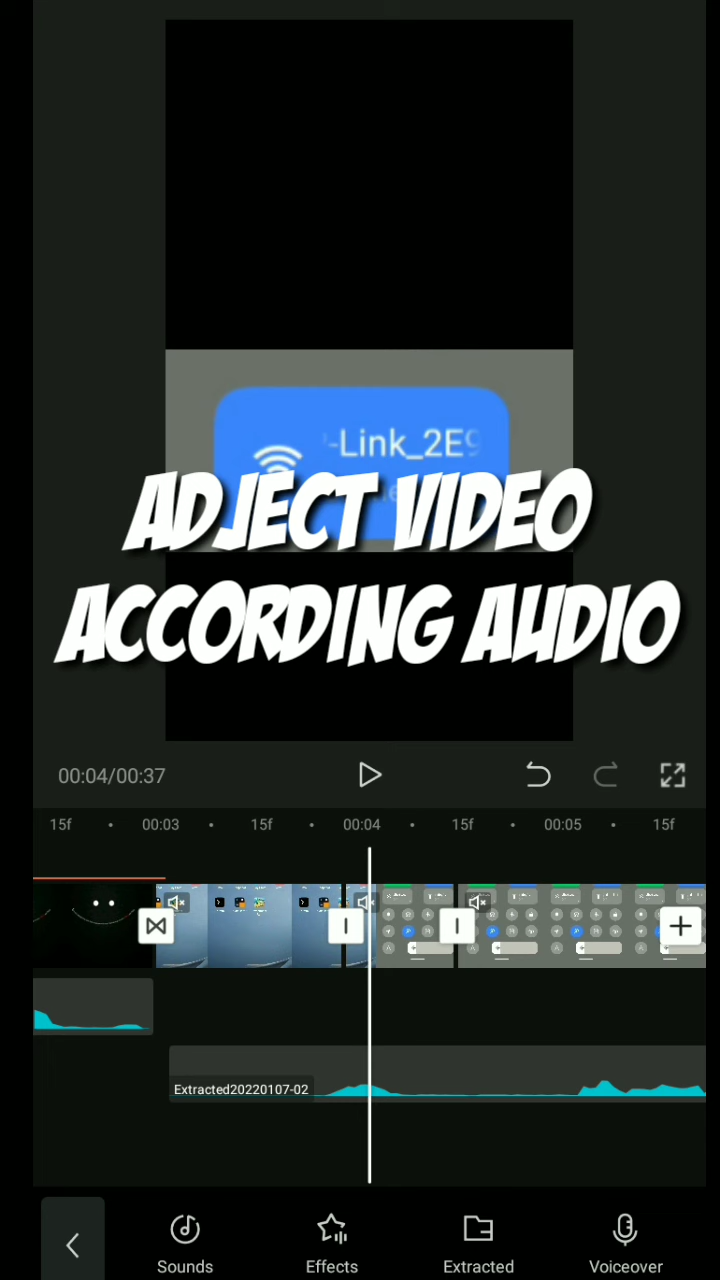 -Link_2E9
ADJECT VIDEO
ACCORDING AUDIO
00:04/00:37
15f 00:03 15f 00:04 15f 00:05 15f
Extracted20220107-02
Sounds Effects Extracted Voiceover